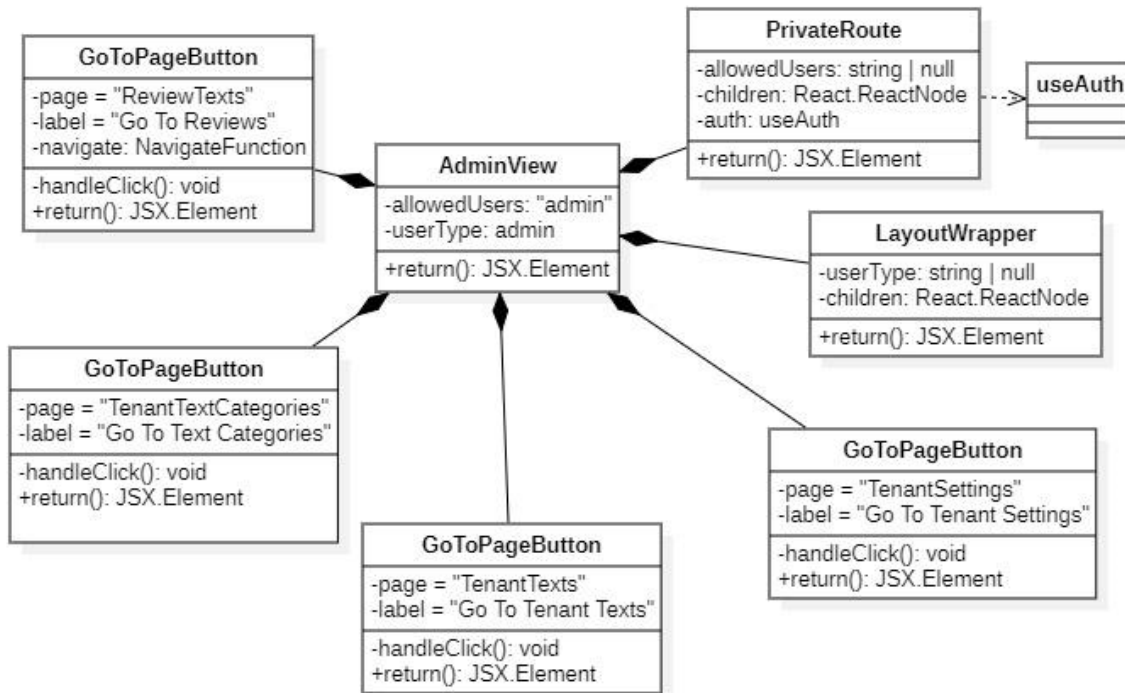 GoToPageButton
-page = "ReviewTexts"
-label = "Go To Reviews"
-navigate: NavigateFunction
-handleClick(): void
+return(): JSX.Element
PrivateRoute
-allowedUsers: string | null
-children: React.ReactNode
-auth: useAuth
+return(): JSX.Element
useAuth
AdminView
-allowedUsers: "admin"
-userType: admin
+return(): JSX.Element
LayoutWrapper
-userType: string | null
-children: React.ReactNode
+return(): JSX.Element
GoToPageButton
-page = "TenantTextCategories"
-label = "Go To Text Categories"
-handleClick(): void
+return(): JSX.Element
GoToPageButton
-page = "TenantTexts"
-label = "Go To Tenant Texts"
-handleClick(): void
+return(): JSX.Element
GoToPageButton
-page = "TenantSettings"
-label = "Go To Tenant Settings"
-handleClick(): void
+return(): JSX.Element